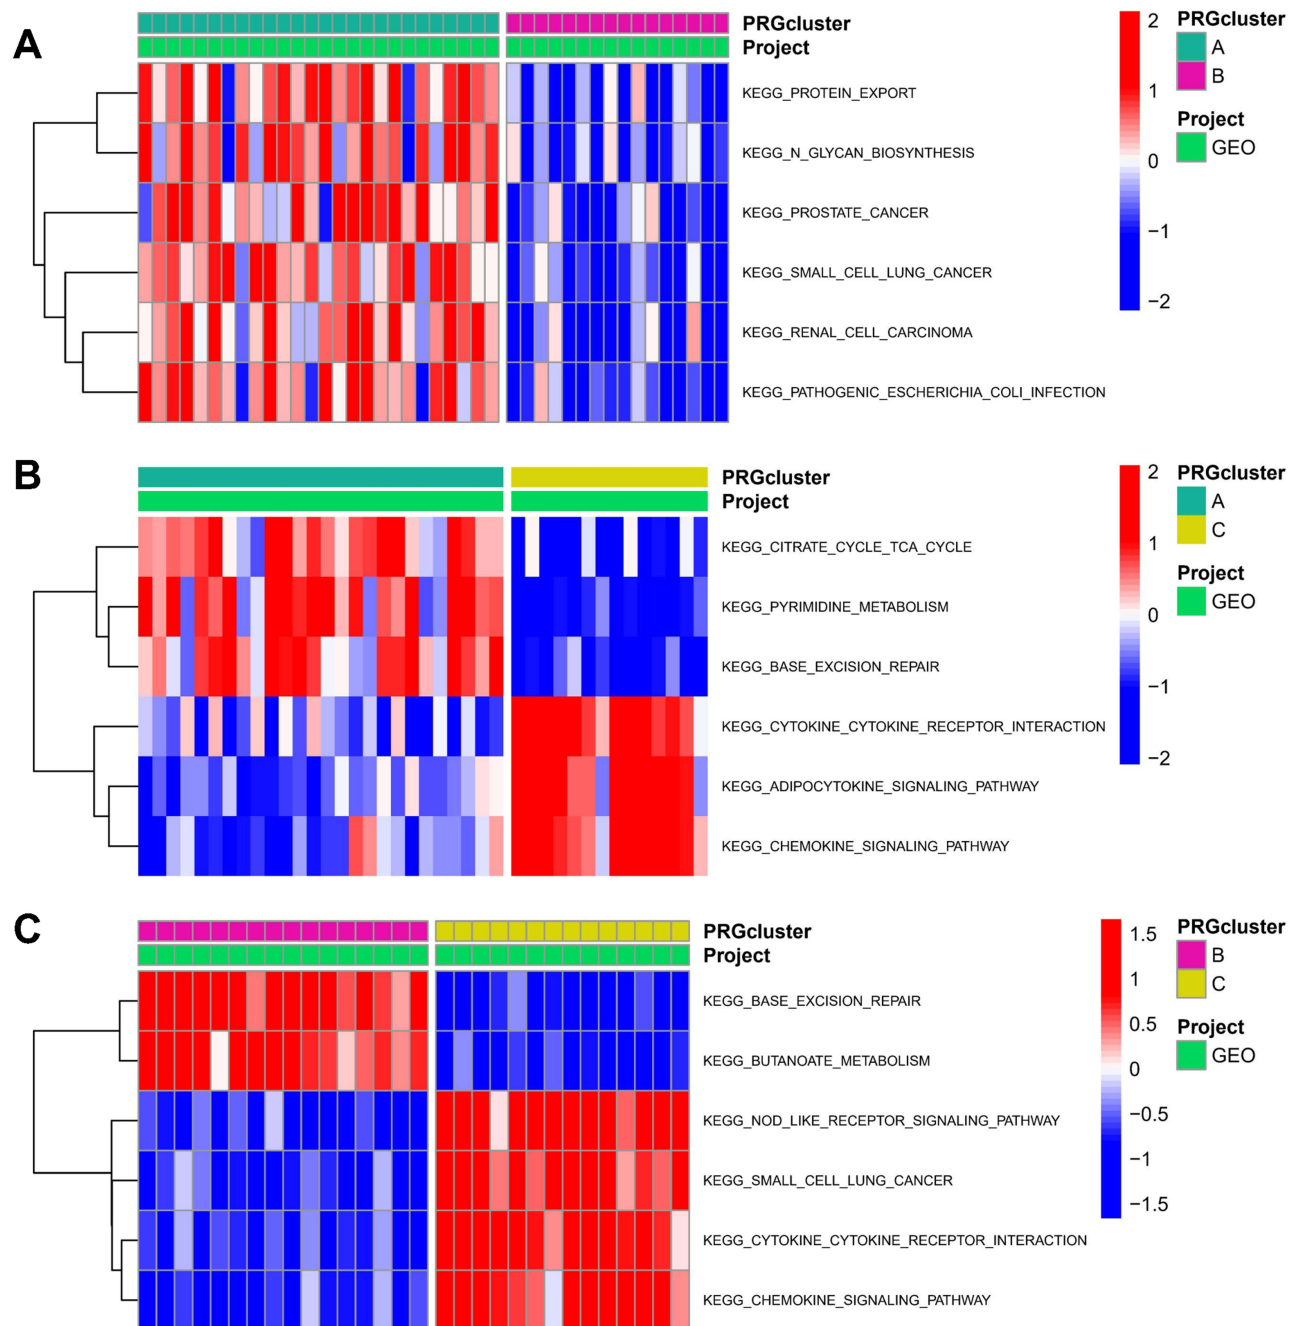 A
PRGcluster
Project
KEGG_PROTEIN_EXPORT
KEGG_N_GLYCAN_BIOSYNTHESIS
KEGG_PROSTATE_CANCER
KEGG_SMALL_CELL_LUNG_CANCER
KEGG_RENAL_CELL_CARCINOMA
KEGG_PATHOGENIC_ESCHERICHIA_COLI_INFECTION
2
1
0
−1
−2
PRGcluster
A
B
Project
GEO
B
PRGcluster
Project
KEGG_CITRATE_CYCLE_TCA_CYCLE
KEGG_PYRIMIDINE_METABOLISM
KEGG_BASE_EXCISION_REPAIR
KEGG_CYTOKINE_CYTOKINE_RECEPTOR_INTERACTION
KEGG_ADIPOCYTOKINE_SIGNALING_PATHWAY
KEGG_CHEMOKINE_SIGNALING_PATHWAY
2
1
0
−1
−2
PRGcluster
A
C
Project
GEO
C
PRGcluster
Project
KEGG_BASE_EXCISION_REPAIR
KEGG_BUTANOATE_METABOLISM
KEGG_NOD_LIKE_RECEPTOR_SIGNALING_PATHWAY
KEGG_SMALL_CELL_LUNG_CANCER
KEGG_CYTOKINE_CYTOKINE_RECEPTOR_INTERACTION
KEGG_CHEMOKINE_SIGNALING_PATHWAY
1.5
1
0.5
0
−0.5
−1
−1.5
PRGcluster
B
C
Project
GEO